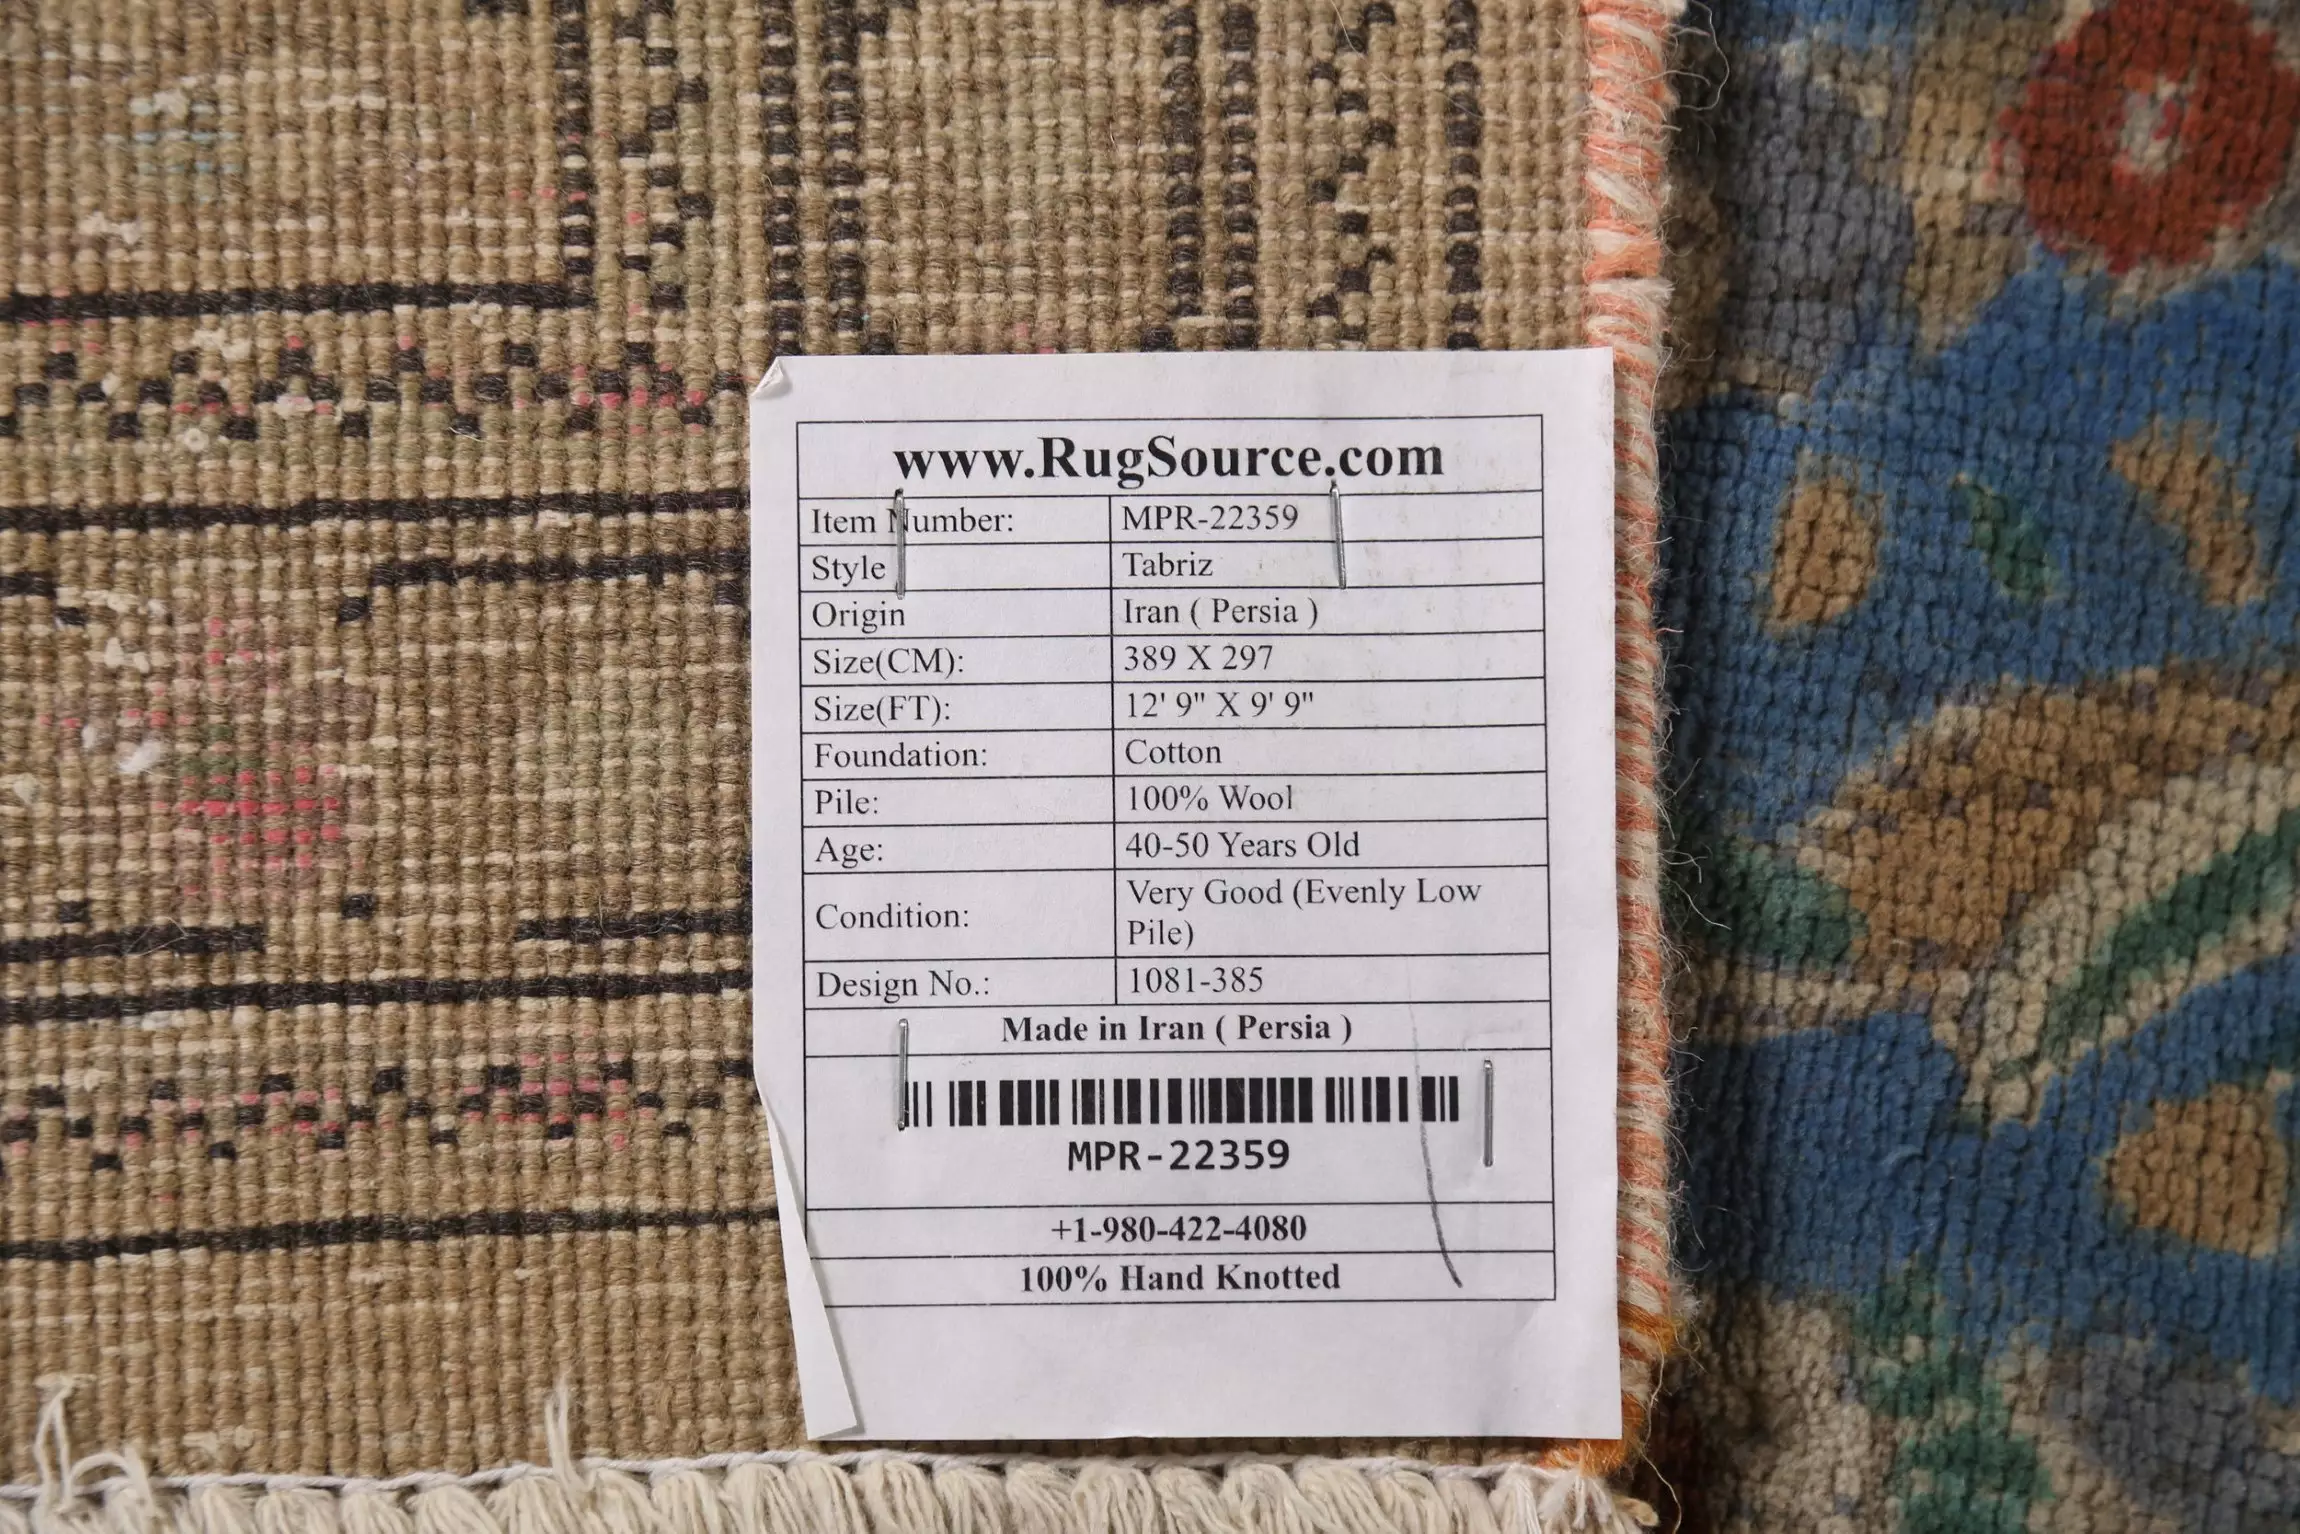 www.RugSource.com
Item Number: MPR-22359
Style Tabriz
Origin Iran ( Persia )
Size(CM): 389 X 297
Size(FT): 12' 9" X 9' 9"
Foundation: Cotton
Pile: 100% Wool
Age: 40-50 Years Old
Condition: Very Good (Evenly Low
Pile)
Design No.: 1081-385
Made in Iran ( Persia )
MPR-22359
+1-980-422-4080
100% Hand Knotted